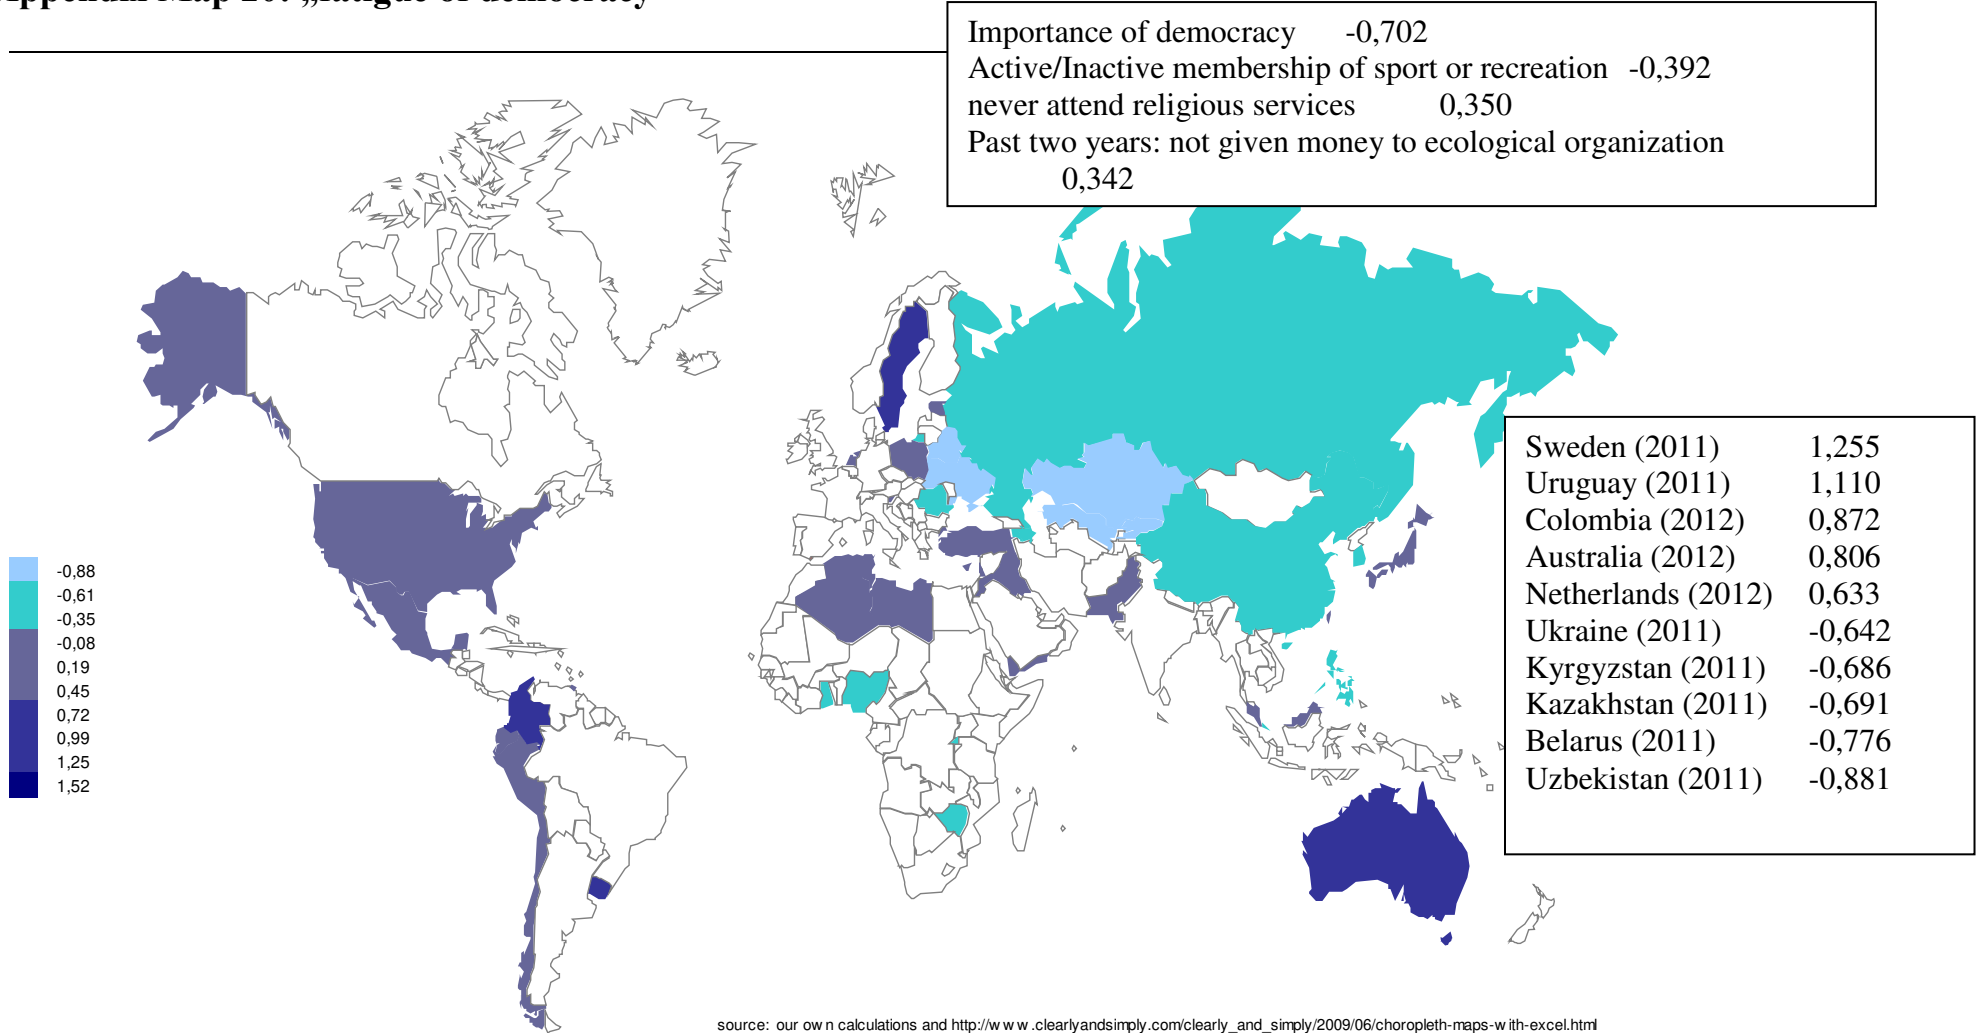 Appendix Map 20: „fatigue of democracy“
Importance of democracy -0,702
Active/Inactive membership of sport or recreation -0,392
never attend religious services 0,350
Past two years: not given money to ecological organization
0,342
Sweden (2011) 1,255
Uruguay (2011) 1,110
Colombia (2012) 0,872
Australia (2012) 0,806
Netherlands (2012) 0,633
Ukraine (2011) -0,642
Kyrgyzstan (2011) -0,686
Kazakhstan (2011) -0,691
Belarus (2011) -0,776
Uzbekistan (2011) -0,881
-0,88
-0,61
-0,35
-0,08
0,19
0,45
0,72
0,99
1,25
1,52
source: our own calculations and http://www.clearlyandsimply.com/clearly_and_simply/2009/06/choropleth-maps-with-excel.html